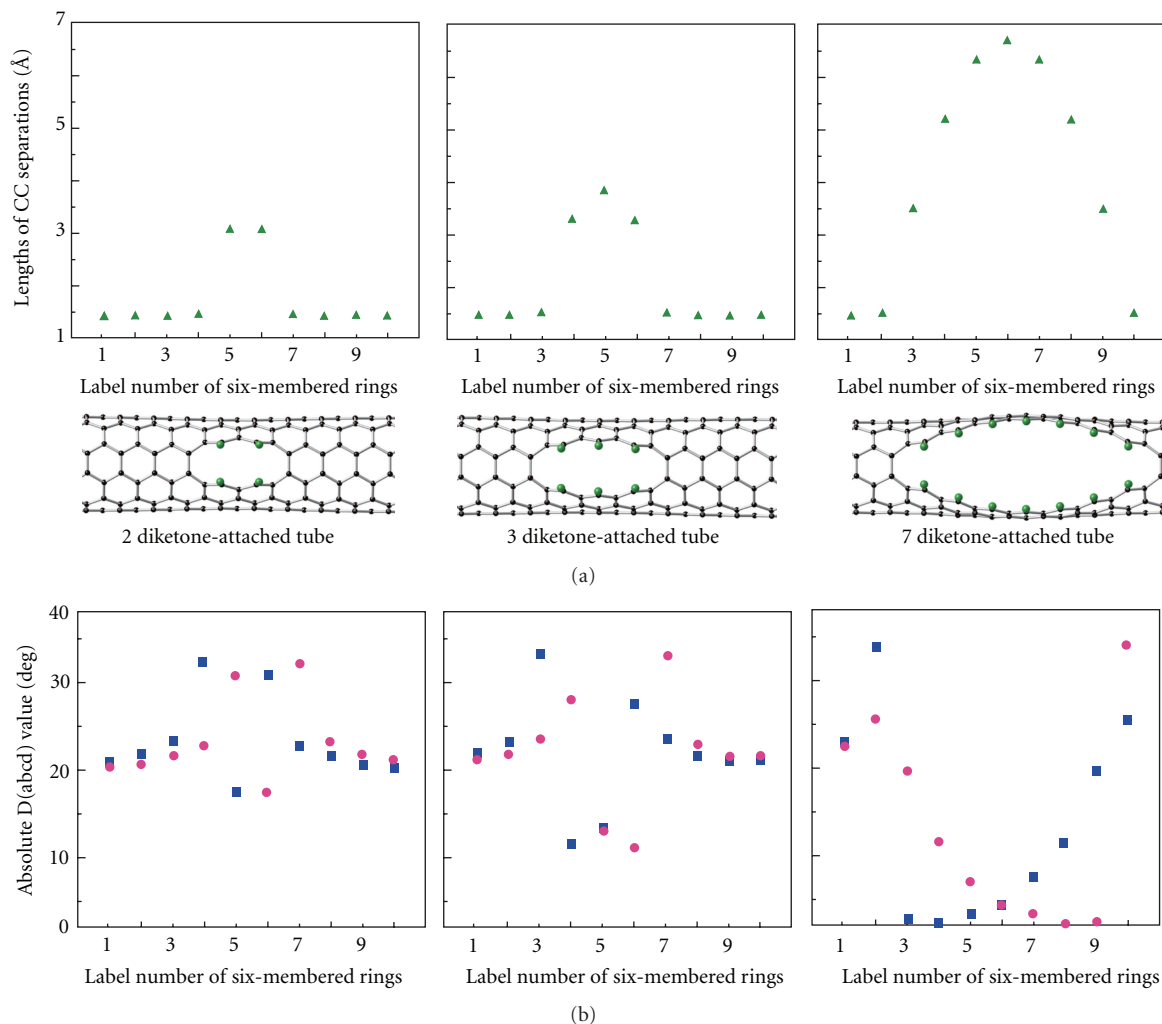 Lengths of CC separations (Å)
7
5
3
1
1 3 5 7 9
1 3 5 7 9
1 3 5 7 9
Label number of six-membered rings
Label number of six-membered rings
Label number of six-membered rings
2 diketone-attached tube
3 diketone-attached tube
7 diketone-attached tube
(a)
Absolute D(abcd) value (deg)
40
30
20
10
0
1 3 5 7 9
1 3 5 7 9
1 3 5 7 9
Label number of six-membered rings
Label number of six-membered rings
Label number of six-membered rings
(b)